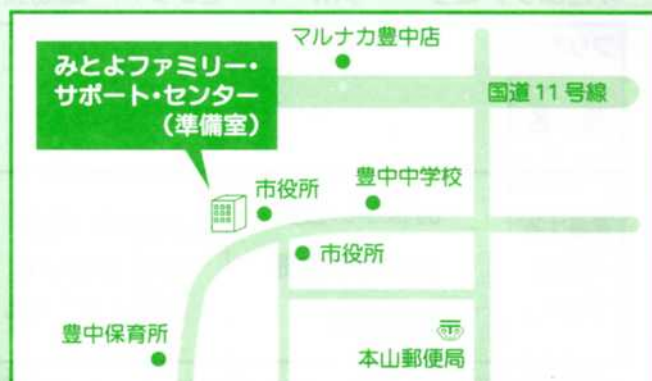 マルナカ豊中店
みとよファミリー・
サポート・センター
(準備室)
国道11号線
市役所
豊中中学校
市役所
豊中保育所
本山郵便局